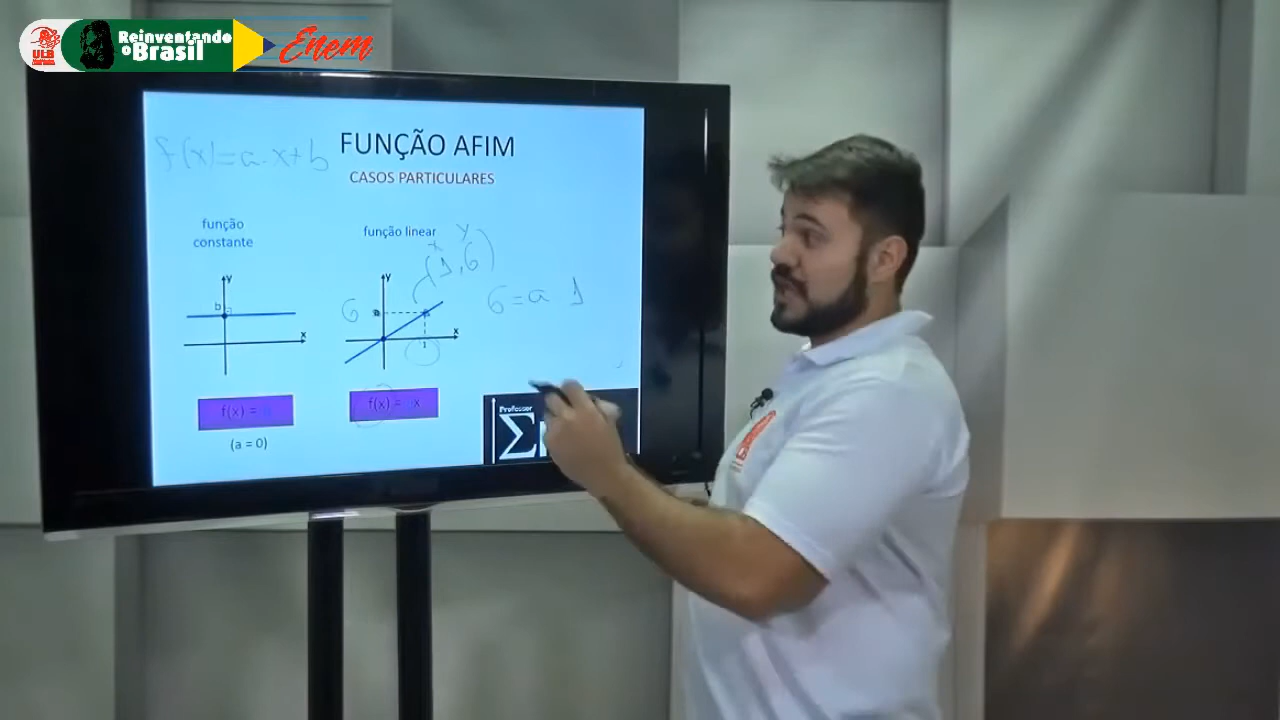 ULB
Reinventando
o Brasil
Enem
f(x)=a.x+b
FUNÇÃO AFIM
CASOS PARTICULARES
função
constante
função linear
x y
(1,6)
6=a 1
y
b
x
y
6
x
1
f(x) =
(a = 0)
f(x) = x
Professor
Σ